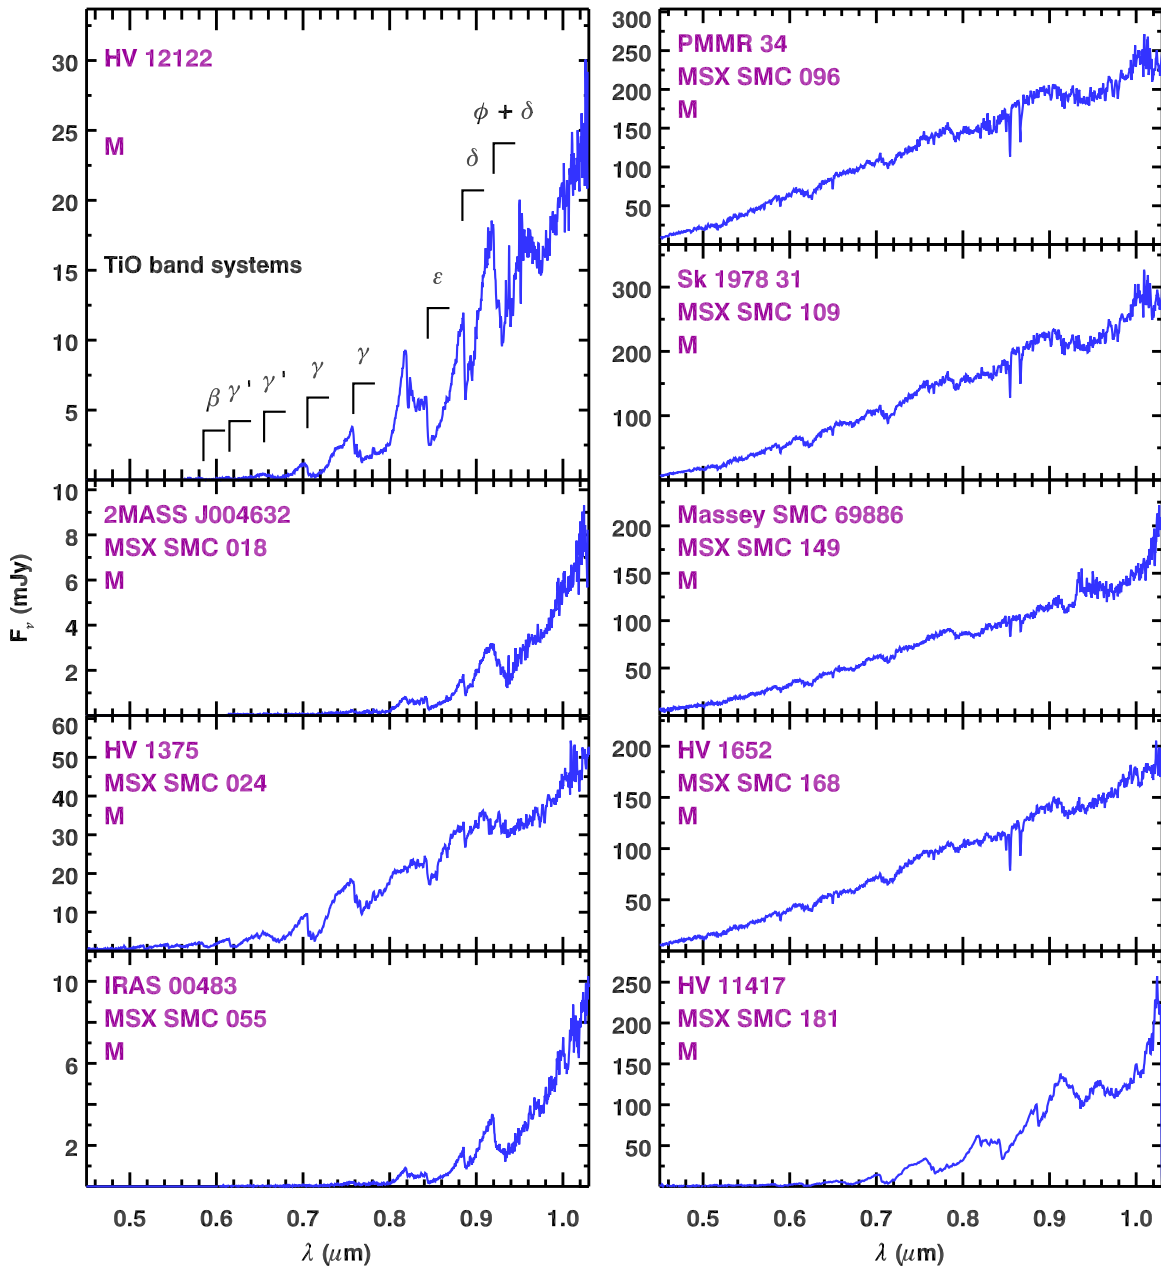 HV 12122
M
TiO band systems
β
γ '
γ '
γ
γ
ε
δ
ϕ + δ
30
25
20
15
10
5
2MASS J004632
MSX SMC 018
M
10
8
6
4
2
HV 1375
MSX SMC 024
M
60
50
40
30
20
10
IRAS 00483
MSX SMC 055
M
10
6
2
0.5 0.6 0.7 0.8 0.9 1.0
λ (μm)
F𝜈 (mJy)
PMMR 34
MSX SMC 096
M
300
250
200
150
100
50
Sk 1978 31
MSX SMC 109
M
300
200
100
Massey SMC 69886
MSX SMC 149
M
200
150
100
50
HV 1652
MSX SMC 168
M
200
150
100
50
HV 11417
MSX SMC 181
M
250
200
150
100
50
0.5 0.6 0.7 0.8 0.9 1.0
λ (μm)